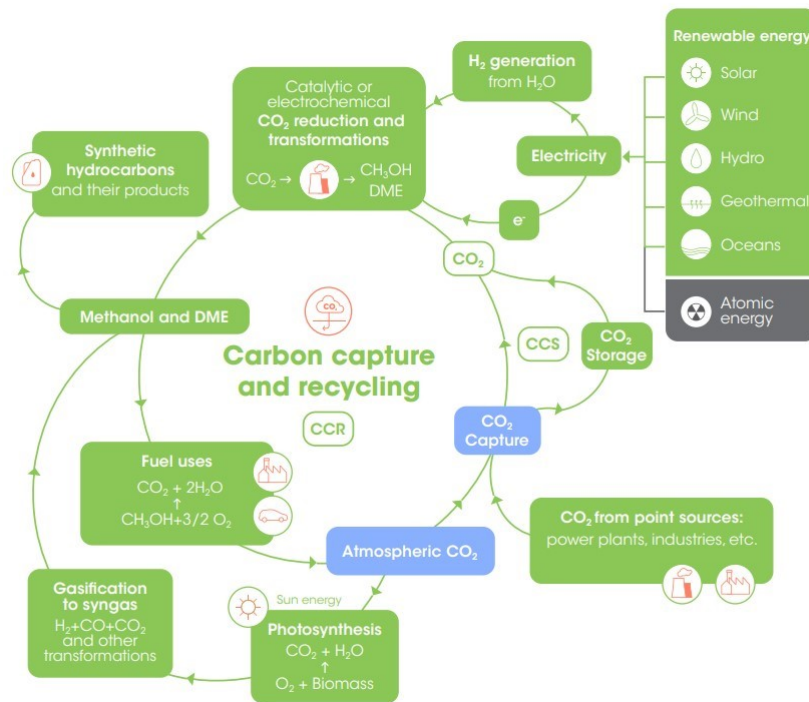 Renewable energy
Solar
Wind
Hydro
Geothermal
Oceans
Atomic
energy
H₂ generation
from H₂O
Electricity
e⁻
Catalytic or
electrochemical
CO₂ reduction and
transformations
CO₂ → → CH₃OH
DME
Synthetic
hydrocarbons
and their products
Methanol and DME
CO₂
CO₂
Storage
CCS
CO₂
Carbon capture
and recycling
CCR
CO₂
Capture
Fuel uses
CO₂ + 2H₂O
↑
CH₃OH+3/2 O₂
Atmospheric CO₂
CO₂ from point sources:
power plants, industries, etc.
Gasification
to syngas
H₂+CO+CO₂
and other
transformations
Sun energy
Photosynthesis
CO₂ + H₂O
↑
O₂ + Biomass